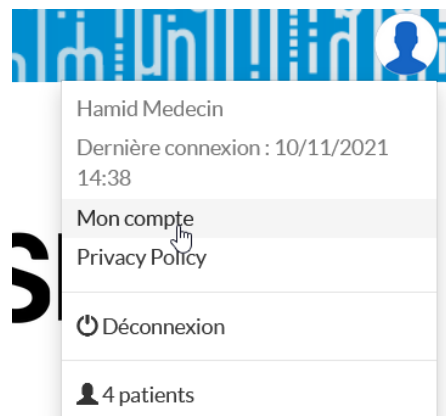 Hamid Medecin
Dernière connexion : 10/11/2021
14:38
Mon compte
Privacy Policy
Déconnexion
4 patients